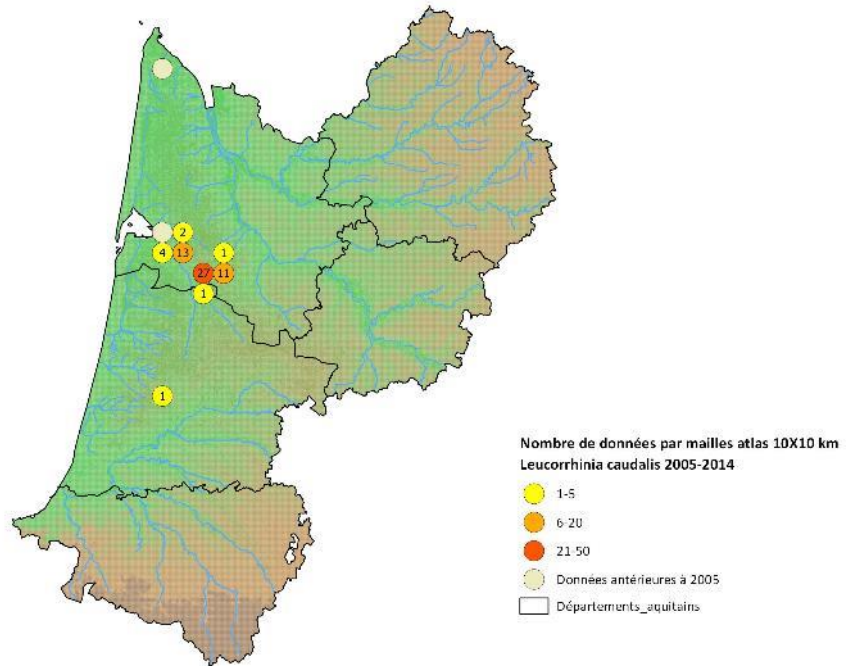 2
4 13 1
27 11
1
1
Nombre de données par mailles atlas 10X10 km
Leucorrhinia caudalis 2005-2014
1-5
6-20
21-50
Données antérieures à 2005
Départements_aquitains